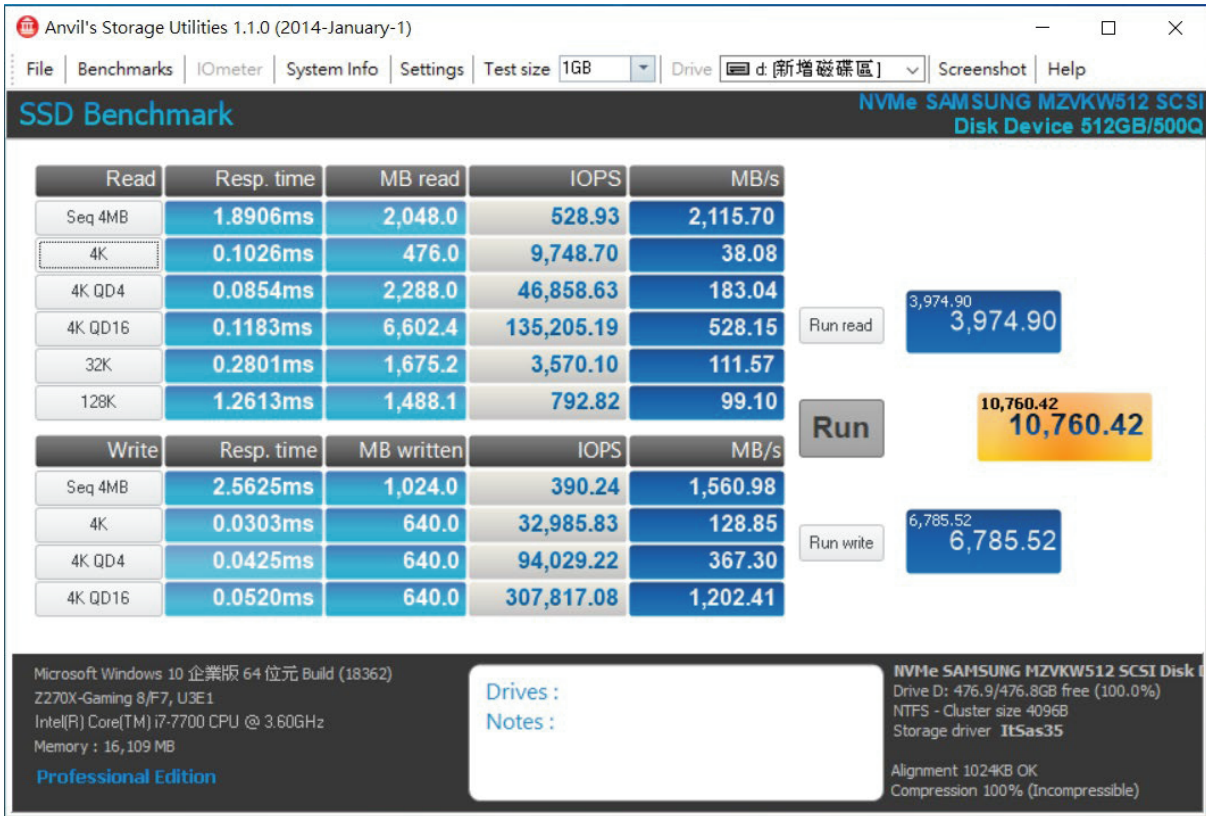 Anvil's Storage Utilities 1.1.0 (2014-January-1)
File Benchmarks IOmeter System Info Settings Test size 1GB Drive d: [新增磁碟區] Screenshot Help
SSD Benchmark
NVMe SAMSUNG MZVKW512 SCSI
Disk Device 512GB/500Q
Read Resp. time MB read IOPS MB/s
Seq 4MB 1.8906ms 2,048.0 528.93 2,115.70
4K 0.1026ms 476.0 9,748.70 38.08
4K QD4 0.0854ms 2,288.0 46,858.63 183.04
4K QD16 0.1183ms 6,602.4 135,205.19 528.15
32K 0.2801ms 1,675.2 3,570.10 111.57
128K 1.2613ms 1,488.1 792.82 99.10
Run read
3,974.90
3,974.90
Run
10,760.42
10,760.42
Write Resp. time MB written IOPS MB/s
Seq 4MB 2.5625ms 1,024.0 390.24 1,560.98
4K 0.0303ms 640.0 32,985.83 128.85
4K QD4 0.0425ms 640.0 94,029.22 367.30
4K QD16 0.0520ms 640.0 307,817.08 1,202.41
Run write
6,785.52
6,785.52
Microsoft Windows 10 企業版 64 位元 Build (18362)
Z270X-Gaming 8/F7, U3E1
Intel(R) Core(TM) i7-7700 CPU @ 3.60GHz
Memory : 16,109 MB
Professional Edition
Drives :
Notes :
NVMe SAMSUNG MZVKW512 SCSI Disk
Drive D: 476.9/476.8GB free (100.0%)
NTFS - Cluster size 4096B
Storage driver ItSas35
Alignment 1024KB OK
Compression 100% (Incompressible)